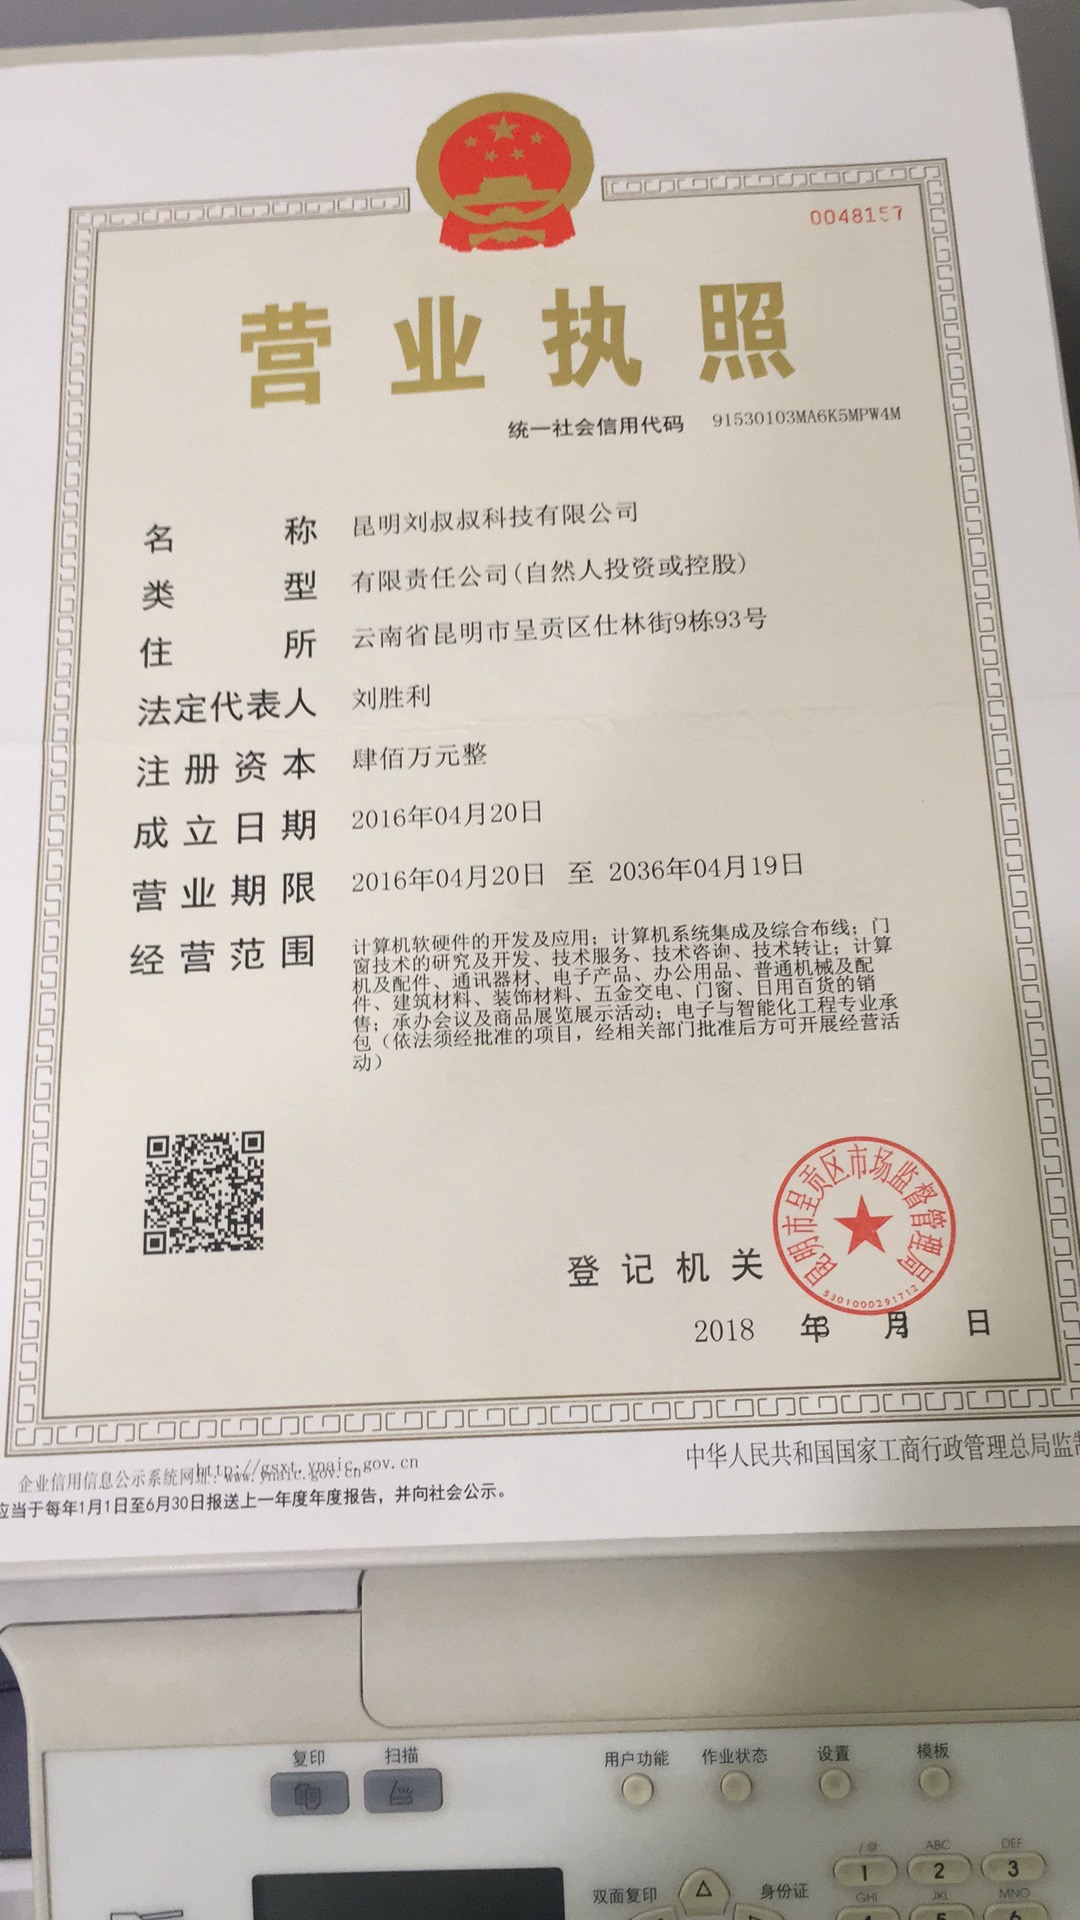 0048157
营业执照
统一社会信用代码 91530103MA6K5MPW4M
名称 昆明刘叔叔科技有限公司
类型 有限责任公司(自然人投资或控股)
住所 云南省昆明市呈贡区仕林街9栋93号
法定代表人 刘胜利
注册资本 肆佰万元整
成立日期 2016年04月20日
营业期限 2016年04月20日 至 2036年04月19日
经营范围 计算机软硬件的开发及应用；计算机系统集成及综合布线；门
窗技术的研究及开发、技术服务、技术咨询、技术转让；计算
机及配件、通讯器材、电子产品、办公用品、普通机械及配
件、建筑材料、装饰材料、五金交电、门窗、日用百货的销
售；承办会议及商品展览展示活动；电子与智能化工程专业承
包（依法须经批准的项目，经相关部门批准后方可开展经营活
动）
昆明市呈贡区市场监督管理局
5301000291712
登记机关
2018 年 3 月 日
企业信用信息公示系统网址: http://gsxt.ynaic.gov.cn
www.ynaic.gov.cn
中华人民共和国国家工商行政管理总局监制
应当于每年1月1日至6月30日报送上一年度年度报告，并向社会公示。
复印 扫描 用户功能 作业状态 设置 模板
/@ ABC DEF
1 2 3
双面复印 身份证
GHI JKL MNO
4 5 6